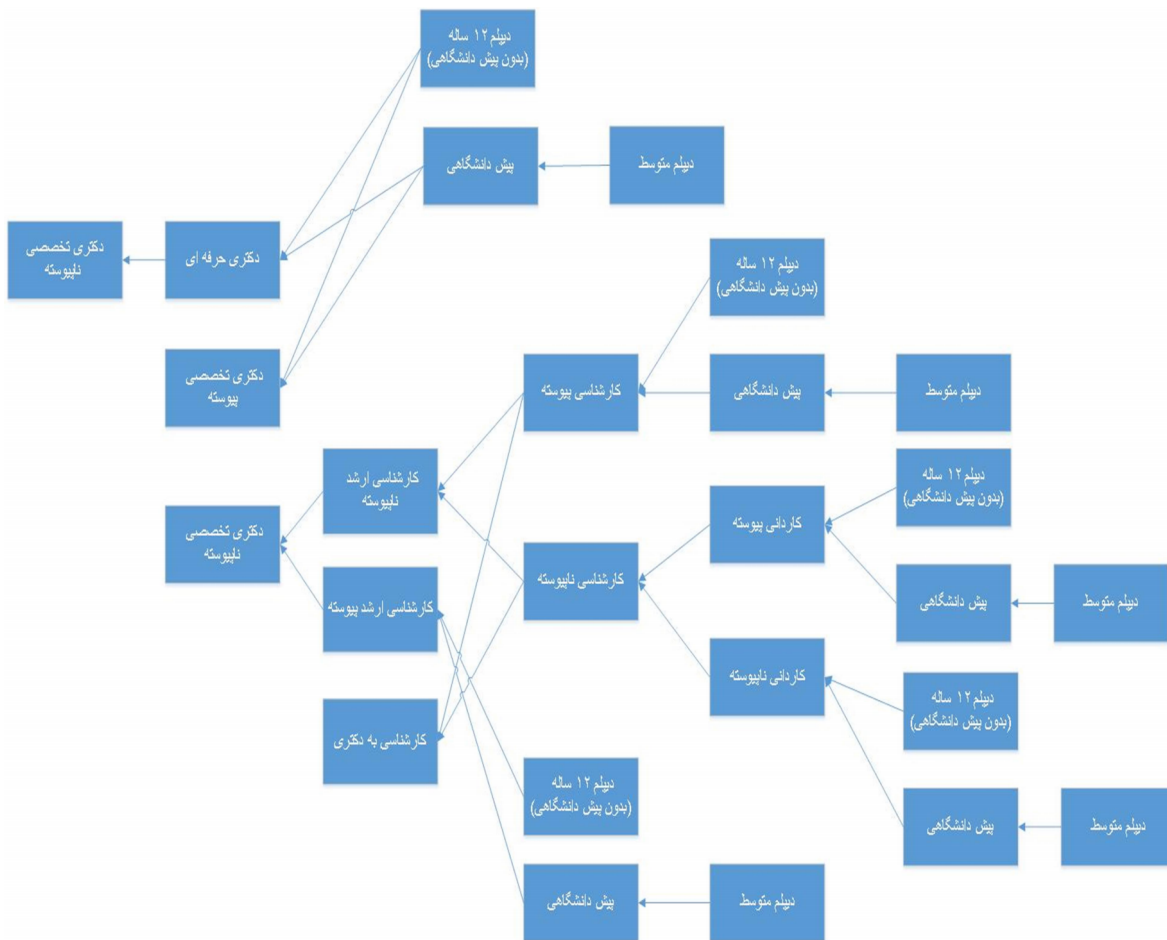 دیپلم ۱۲ ساله
(بدون پیش دانشگاهی)
دیپلم متوسط
پیش دانشگاهی
دکتری حرفه ای
دکتری تخصصی
ناپیوسته
دیپلم ۱۲ ساله
(بدون پیش دانشگاهی)
دکتری تخصصی
پیوسته
دیپلم متوسط
پیش دانشگاهی
کارشناسی پیوسته
دیپلم ۱۲ ساله
(بدون پیش دانشگاهی)
کارشناسی ارشد
ناپیوسته
کاردانی پیوسته
دکتری تخصصی
ناپیوسته
دیپلم متوسط
پیش دانشگاهی
کارشناسی ناپیوسته
کارشناسی ارشد پیوسته
کاردانی ناپیوسته
دیپلم ۱۲ ساله
(بدون پیش دانشگاهی)
کارشناسی به دکتری
دیپلم ۱۲ ساله
(بدون پیش دانشگاهی)
دیپلم متوسط
پیش دانشگاهی
دیپلم متوسط
پیش دانشگاهی